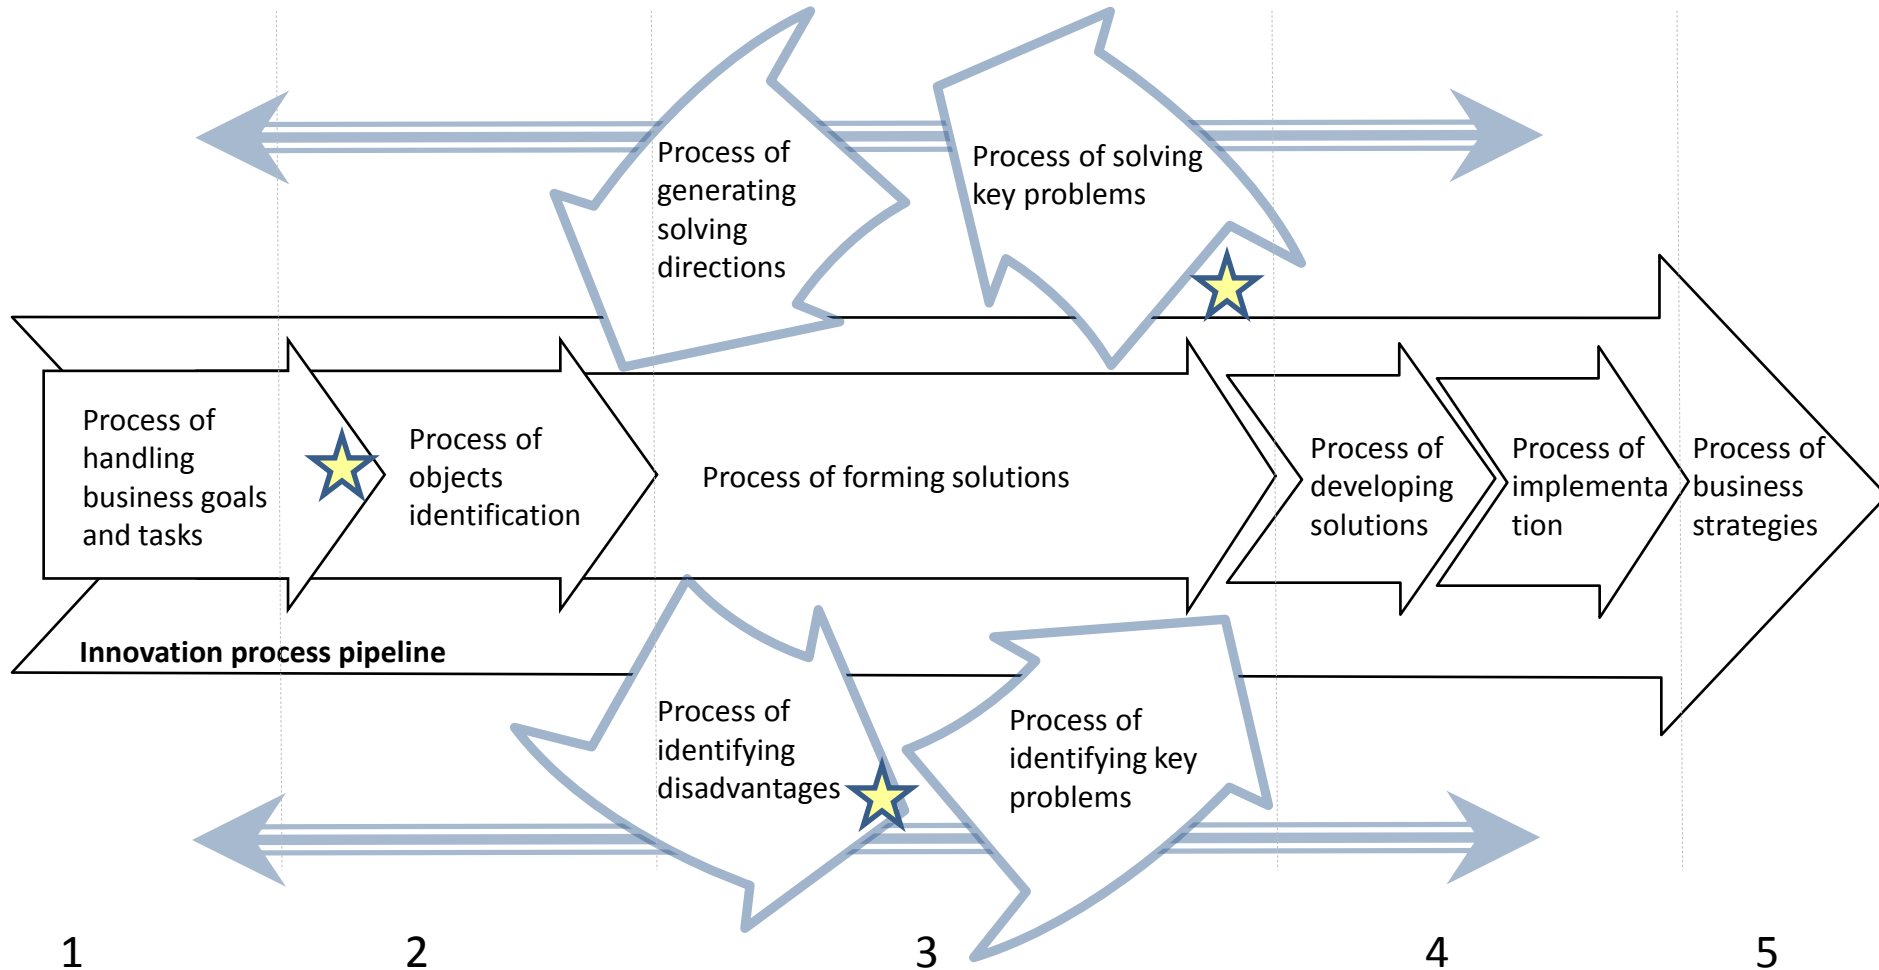 Process of
generating
solving
directions
Process of solving
key problems
Process of
handling
business goals
and tasks
Process of
objects
identification
Process of forming solutions
Process of
developing
solutions
Process of
implementa
tion
Process of
business
strategies
Innovation process pipeline
Process of
identifying
disadvantages
Process of
identifying key
problems
1
2
3
4
5